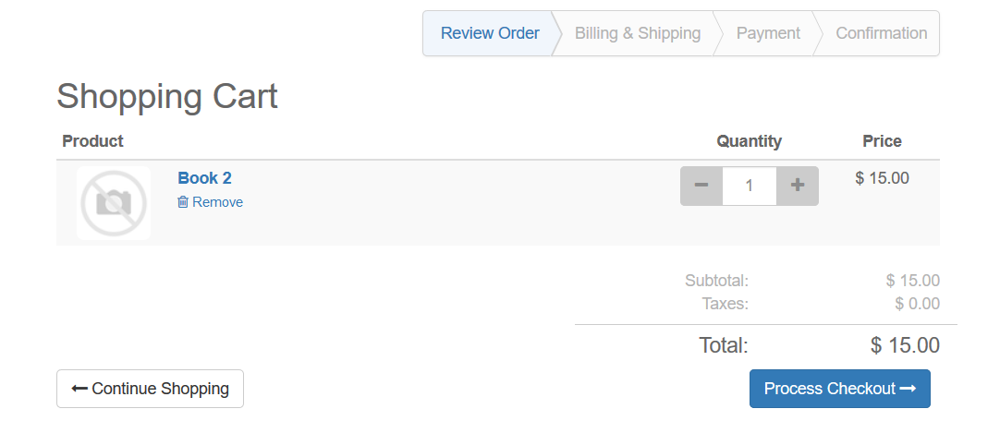 Review Order Billing & Shipping Payment Confirmation
Shopping Cart
Product Quantity Price
Book 2 1 $ 15.00
Remove
Subtotal: $ 15.00
Taxes: $ 0.00
Total: $ 15.00
Continue Shopping Process Checkout